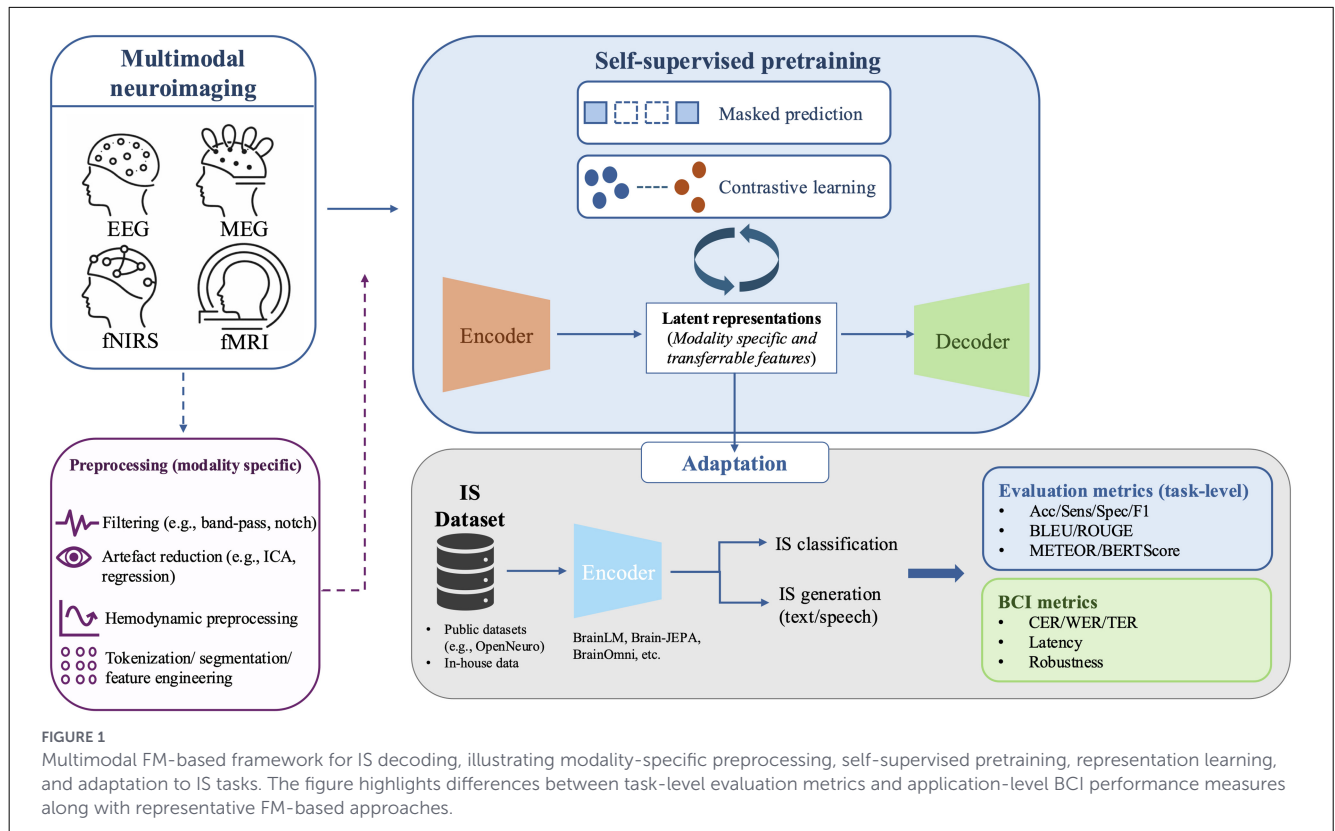 Multimodal
neuroimaging
EEG
MEG
fNIRS
fMRI
Preprocessing (modality specific)
Filtering (e.g., band-pass, notch)
Artefact reduction (e.g., ICA,
regression)
Hemodynamic preprocessing
Tokenization/ segmentation/
feature engineering
Self-supervised pretraining
Masked prediction
Contrastive learning
Encoder
Latent representations
(Modality specific and
transferrable features)
Decoder
Adaptation
IS
Dataset
• Public datasets
(e.g., OpenNeuro)
• In-house data
Encoder
BrainLM, Brain-JEPA,
BrainOmni, etc.
IS classification
IS generation
(text/speech)
Evaluation metrics (task-level)
• Acc/Sens/Spec/F1
• BLEU/ROUGE
• METEOR/BERTScore
BCI metrics
• CER/WER/TER
• Latency
• Robustness
FIGURE 1
Multimodal FM-based framework for IS decoding, illustrating modality-specific preprocessing, self-supervised pretraining, representation learning,
and adaptation to IS tasks. The figure highlights differences between task-level evaluation metrics and application-level BCI performance measures
along with representative FM-based approaches.